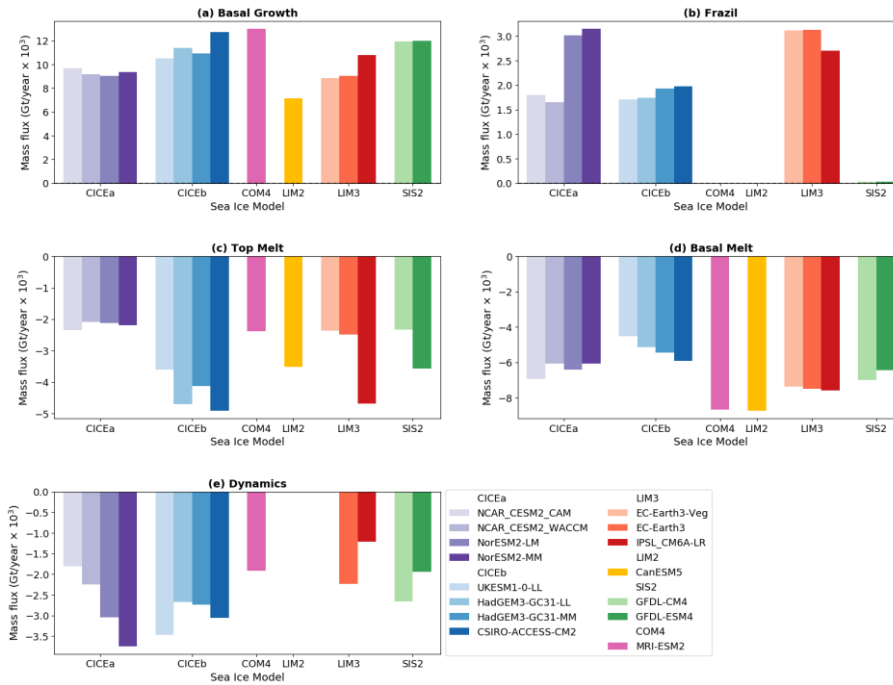 (a) Basal Growth
Mass flux (Gt/year × 10³)
12
10
8
6
4
2
0
CICEa CICEb COM4 LIM2 LIM3 SIS2
Sea Ice Model
(b) Frazil
Mass flux (Gt/year × 10³)
3.0
2.5
2.0
1.5
1.0
0.5
0.0
CICEa CICEb COM4 LIM2 LIM3 SIS2
Sea Ice Model
(c) Top Melt
Mass flux (Gt/year × 10³)
0
−1
−2
−3
−4
−5
CICEa CICEb COM4 LIM2 LIM3 SIS2
Sea Ice Model
(d) Basal Melt
Mass flux (Gt/year × 10³)
0
−2
−4
−6
−8
CICEa CICEb COM4 LIM2 LIM3 SIS2
Sea Ice Model
(e) Dynamics
Mass flux (Gt/year × 10³)
0.0
−0.5
−1.0
−1.5
−2.0
−2.5
−3.0
−3.5
CICEa CICEb COM4 LIM2 LIM3 SIS2
Sea Ice Model
CICEa
NCAR_CESM2_CAM
NCAR_CESM2_WACCM
NorESM2-LM
NorESM2-MM
CICEb
UKESM1-0-LL
HadGEM3-GC31-LL
HadGEM3-GC31-MM
CSIRO-ACCESS-CM2
LIM3
EC-Earth3-Veg
EC-Earth3
IPSL_CM6A-LR
LIM2
CanESM5
SIS2
GFDL-CM4
GFDL-ESM4
COM4
MRI-ESM2